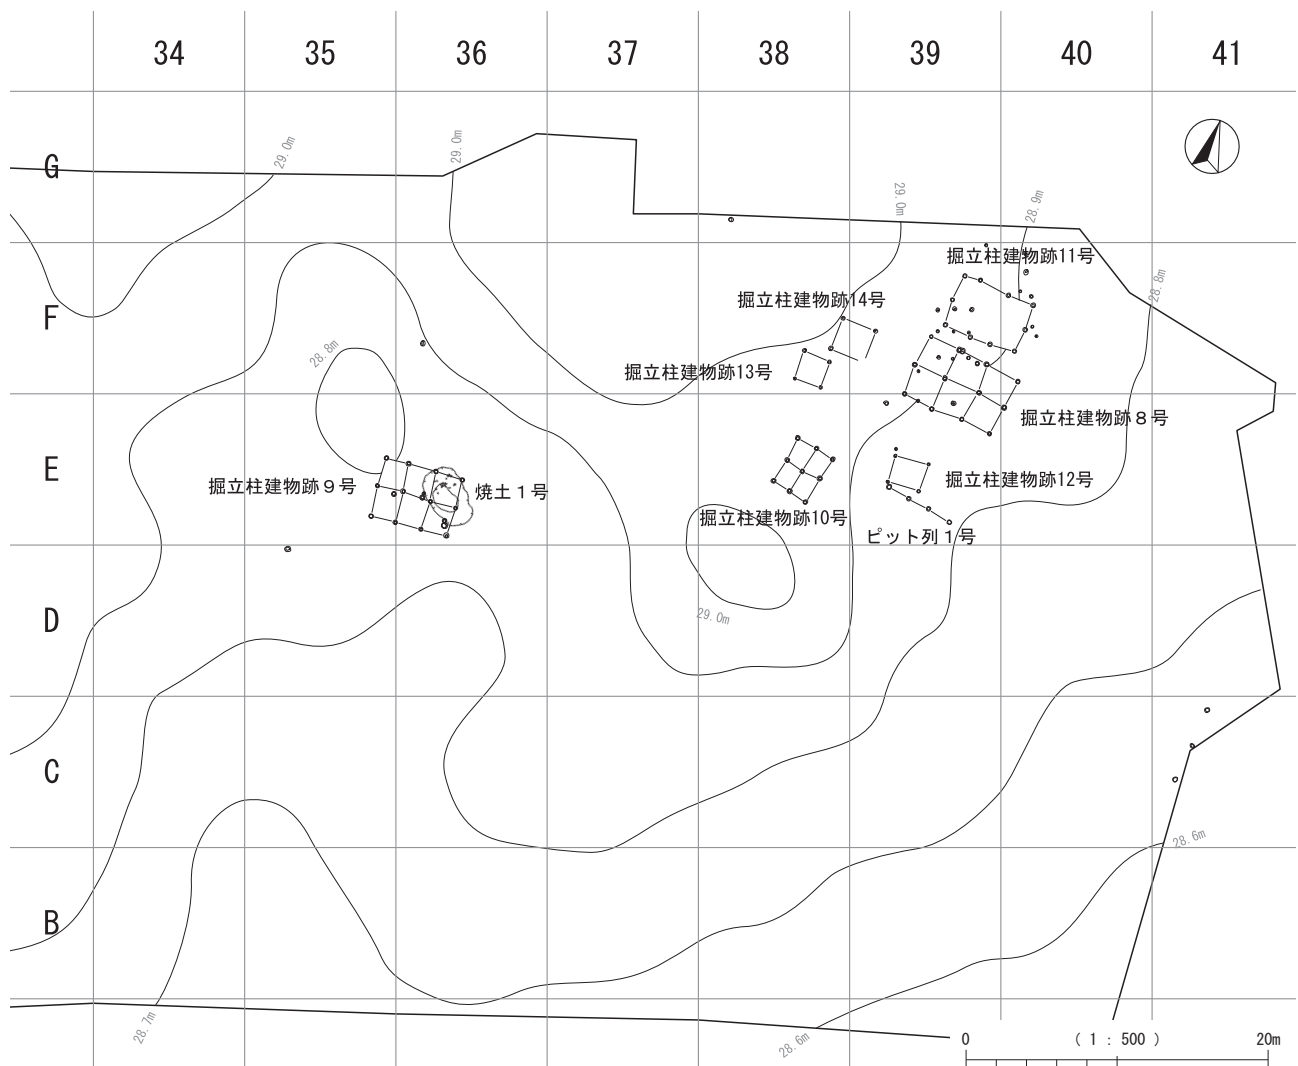 34 35 36 37 38 39 40 41
G
29.0m
29.0m
29.0m
28.9m
掘立柱建物跡11号
28.8m
掘立柱建物跡14号
F
28.8m
掘立柱建物跡13号
掘立柱建物跡８号
E
掘立柱建物跡９号
焼土１号
掘立柱建物跡12号
掘立柱建物跡10号
ピット列１号
D
29.0m
C
28.6m
B
28.7m
28.6m
0 （ 1 : 500 ） 20m